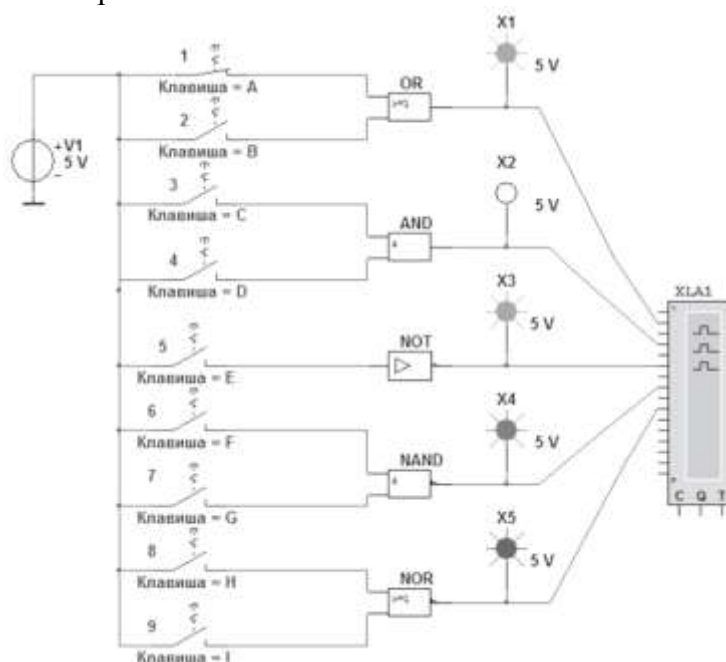 X1
1
5 V
OR
Клавиша = A
2
+V1
5 V
Клавиша = B
X2
3
AND
5 V
Клавиша = C
&
4
XLA1
X3
Клавиша = D
5
NOT
5 V
Клавиша = E
6
X4
Клавиша = F
NAND
7
5 V
&
Клавиша = G
X5
C Q T
8
5 V
Клавиша = H
NOR
9
Клавиша = I